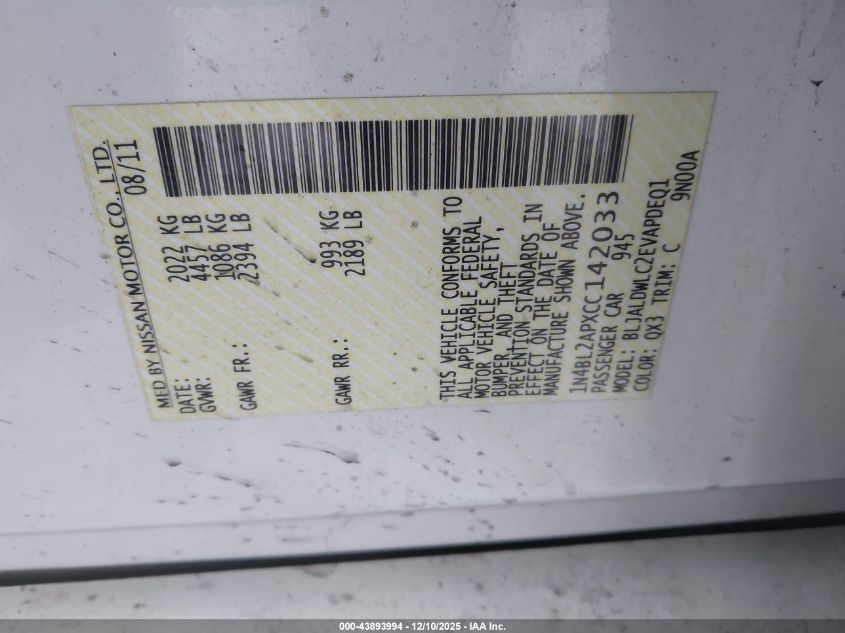 MFD BY NISSAN MOTOR CO., LTD.
DATE: 08/11
GVWR: 2022 KG
4457 LB
GAWR FR.: 1086 KG
2394 LB
GAWR RR.: 993 KG
2189 LB
THIS VEHICLE CONFORMS TO
ALL APPLICABLE FEDERAL
MOTOR VEHICLE SAFETY,
BUMPER, AND THEFT
PREVENTION STANDARDS IN
EFFECT ON THE DATE OF
MANUFACTURE SHOWN ABOVE.
1N4BL2APXCC142033
PASSENGER CAR 945
MODEL: BLJALDWLCZEVAPDEQ1
COLOR: QX3 TRIM: C 9N00A
000-43893994 - 12/10/2025 - IAA Inc.